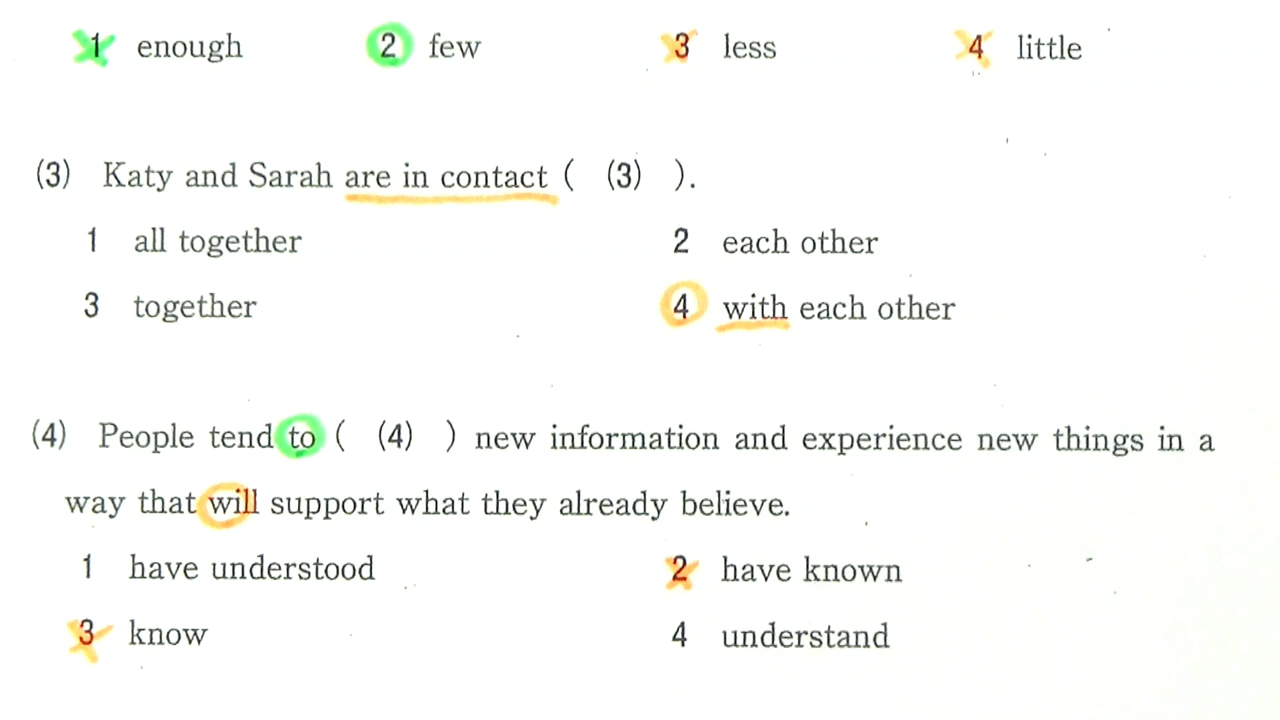 1 enough 2 few 3 less 4 little
(3) Katy and Sarah are in contact ( (3) ).
1 all together 2 each other
3 together 4 with each other
(4) People tend to ( (4) ) new information and experience new things in a
way that will support what they already believe.
1 have understood 2 have known
3 know 4 understand